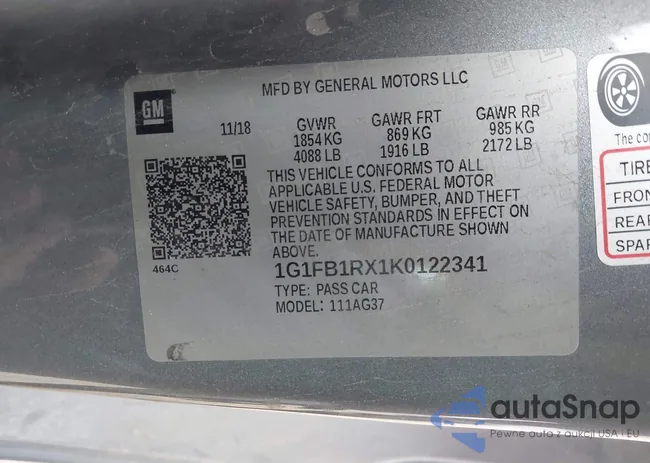 MFD BY GENERAL MOTORS LLC
GM
11/18 GVWR GAWR FRT GAWR RR
1854 KG 869 KG 985 KG
4088 LB 1916 LB 2172 LB
THIS VEHICLE CONFORMS TO ALL
APPLICABLE U.S. FEDERAL MOTOR
VEHICLE SAFETY, BUMPER, AND THEFT
PREVENTION STANDARDS IN EFFECT ON
THE DATE OF MANUFACTURE SHOWN
ABOVE.
464C
1G1FB1RX1K0122341
TYPE: PASS CAR
MODEL: 111AG37
The co
TIRE
FRON
REAR
SPAR
autaSnap
Pewne auto z aukcji USA i EU